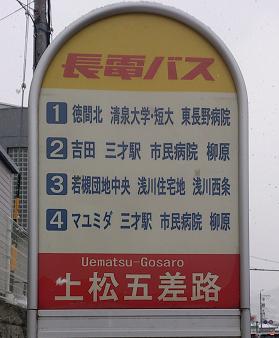 長電バス
1 徳間北 清泉大学・短大 東長野病院
2 吉田 三才駅 市民病院 柳原
3 若槻団地中央 浅川住宅地 浅川西条
4 マユミダ 三才駅 市民病院 柳原
Uematsu-Gosaro
上松五差路